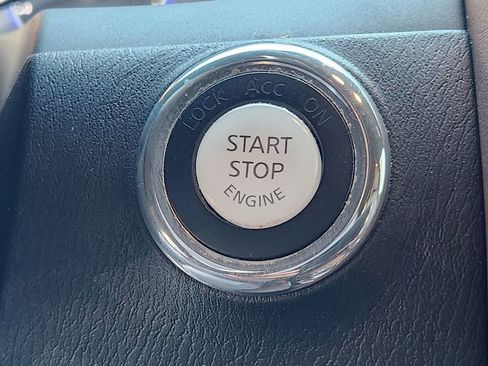 LOCK ACC ON
START
STOP
ENGINE